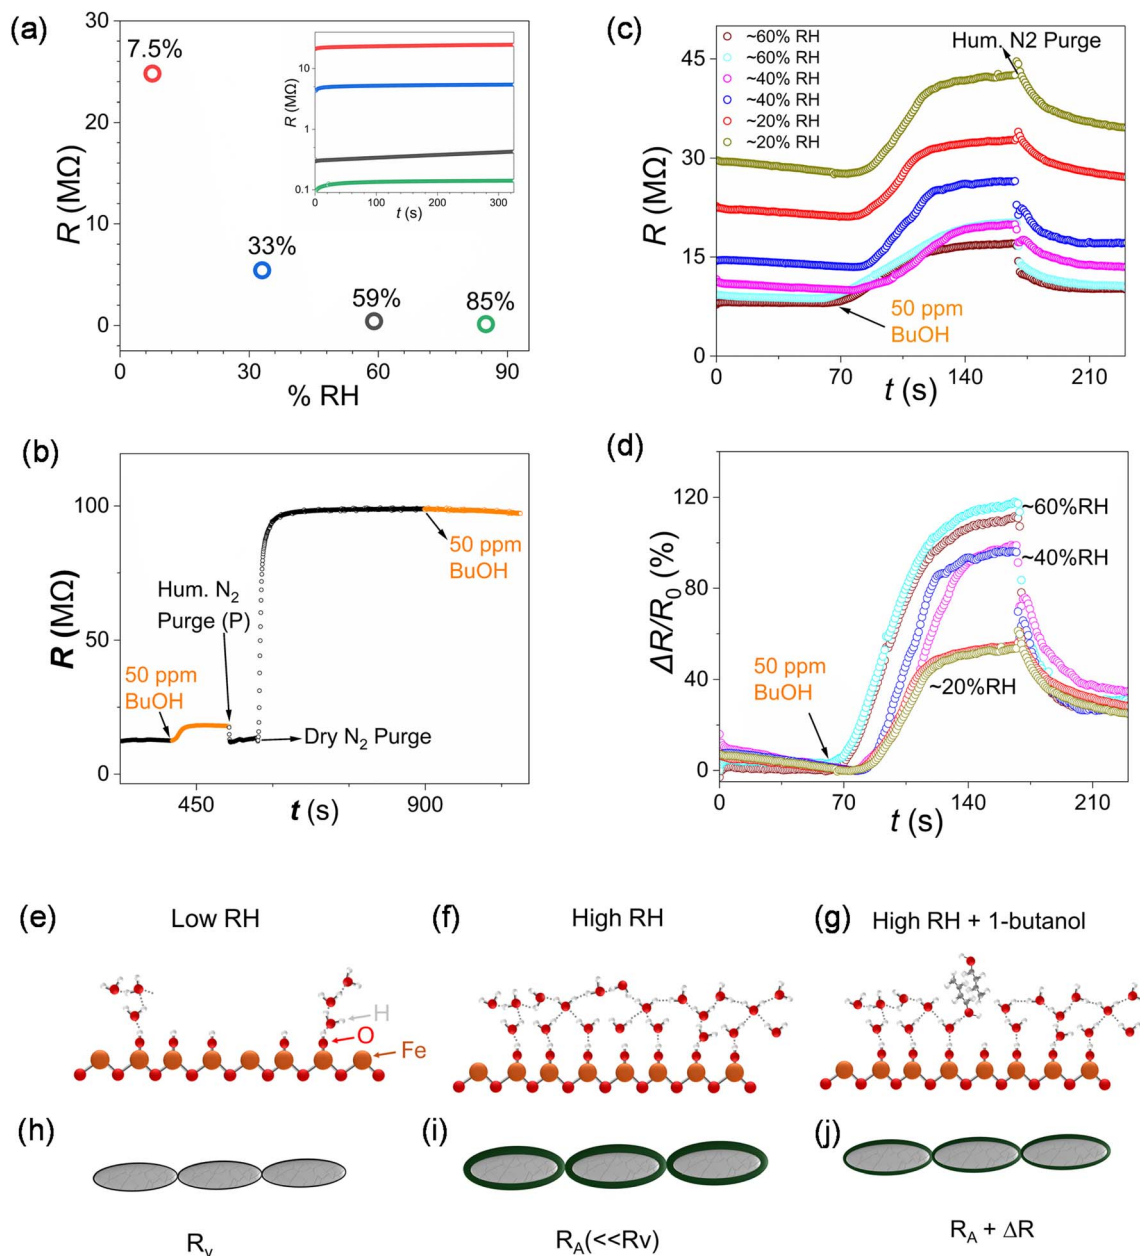 (a)
30
20
10
0
R (MΩ)
7.5%
33%
59%
85%
0
30
60
90
% RH
10
1
0.1
R (MΩ)
0
100
200
300
t (s)
(c)
45
30
15
0
R (MΩ)
~60% RH
~60% RH
~40% RH
~40% RH
~20% RH
~20% RH
Hum. N2
Purge
50 ppm
BuOH
0
70
140
210
t (s)
(b)
100
50
0
R (MΩ)
50 ppm
BuOH
Hum. N₂
Purge (P)
Dry N₂ Purge
50 ppm
BuOH
450
900
t (s)
(d)
120
80
40
0
ΔR/R₀ (%)
~60%RH
~40%RH
~20%RH
50 ppm
BuOH
0
70
140
210
t (s)
(e)
Low RH
H
O
Fe
(f)
High RH
(g)
High RH + 1-butanol
(h)
Rᵥ
(i)
R_A(<<Rv)
(j)
R_A + ΔR